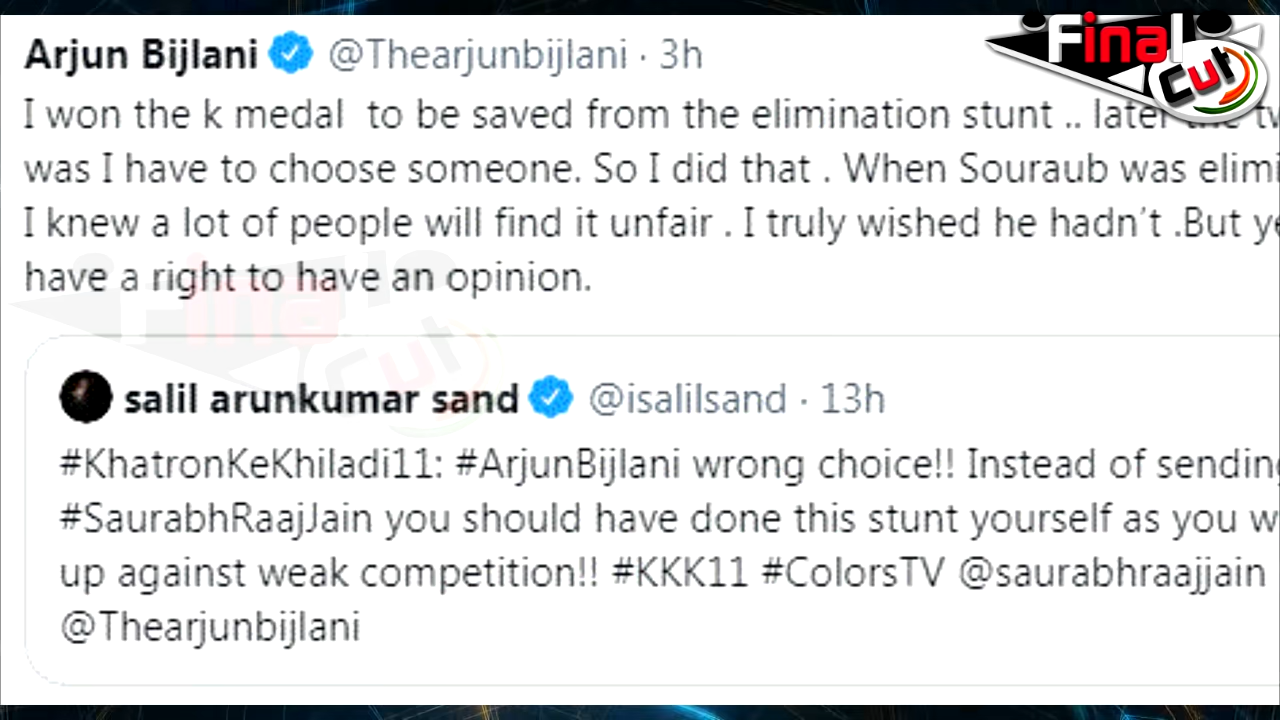 Arjun Bijlani @Thearjunbijlani · 3h
Final Cut
I won the k medal  to be saved from the elimination stunt .. later the tw
was I have to choose someone. So I did that . When Souraub was elimi
I knew a lot of people will find it unfair . I truly wished he hadn't .But ye
have a right to have an opinion.
Final Cut
salil arunkumar sand @isalilsand · 13h
#KhatronKeKhiladi11: #ArjunBijlani wrong choice!! Instead of sending
#SaurabhRaajJain you should have done this stunt yourself as you w
up against weak competition!! #KKK11 #ColorsTV @saurabhraajjain
@Thearjunbijlani